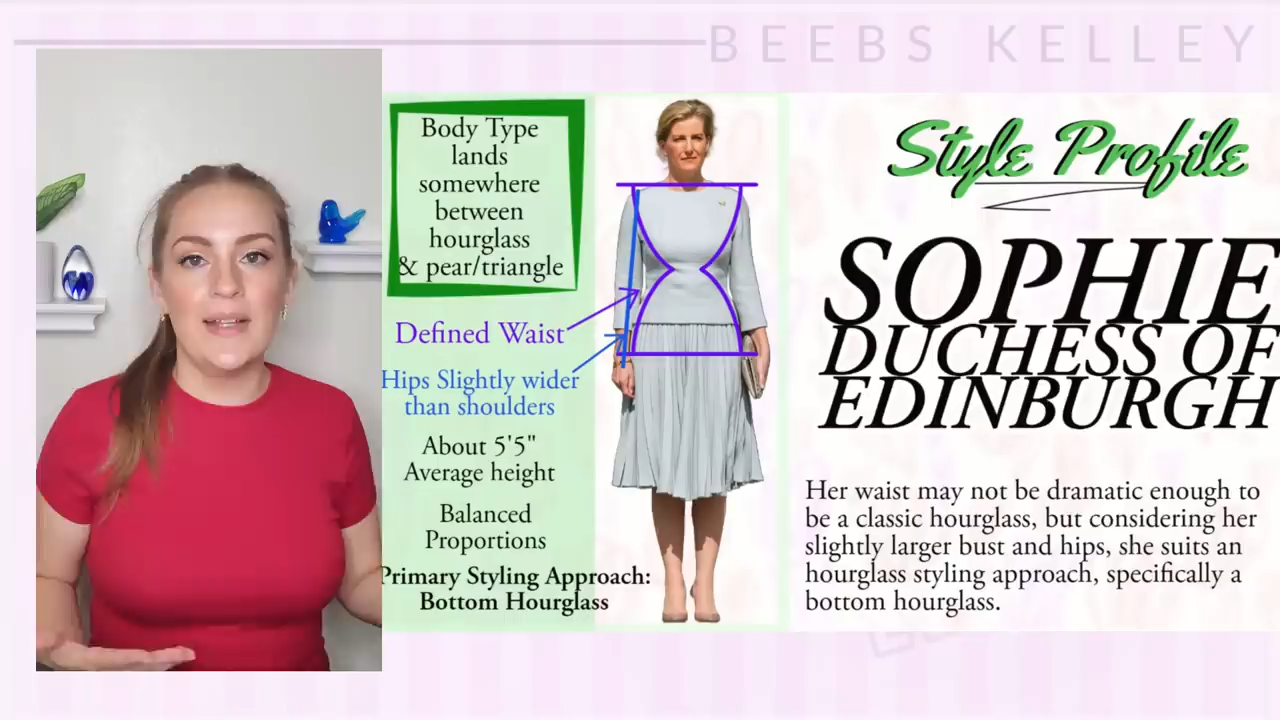 BEEBS KELLEY
Body Type
lands
somewhere
between
hourglass
& pear/triangle
Defined Waist
Hips Slightly wider
than shoulders
About 5'5"
Average height
Balanced
Proportions
Primary Styling Approach:
Bottom Hourglass
Style Profile
SOPHIE
DUCHESS OF
EDINBURGH
Her waist may not be dramatic enough to
be a classic hourglass, but considering her
slightly larger bust and hips, she suits an
hourglass styling approach, specifically a
bottom hourglass.